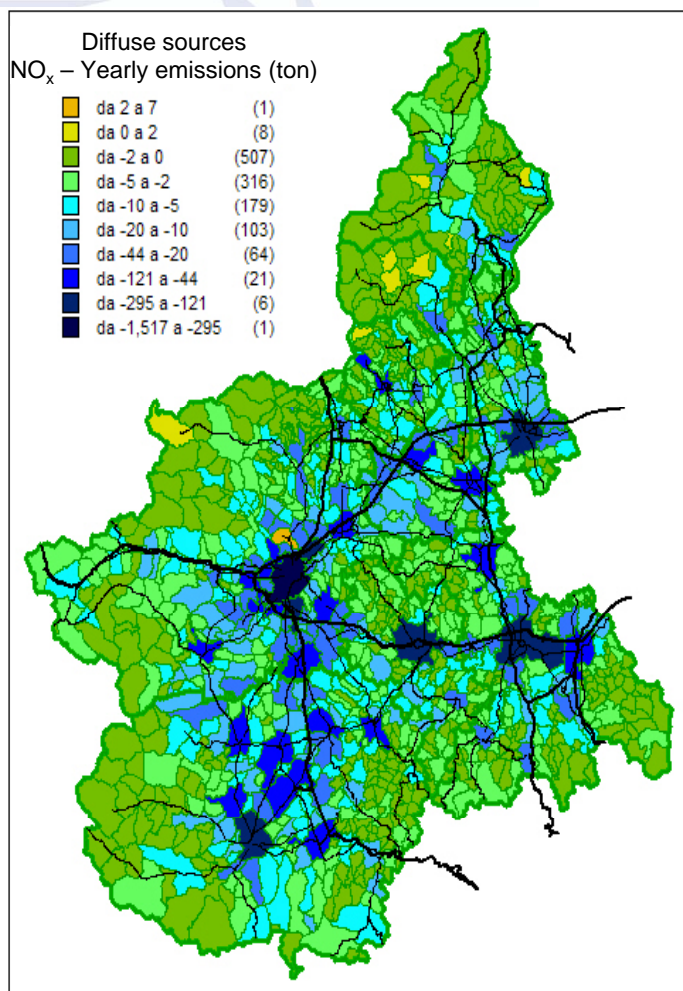 Diffuse sources
NOx – Yearly emissions (ton)
da 2 a 7 (1)
da 0 a 2 (8)
da -2 a 0 (507)
da -5 a -2 (316)
da -10 a -5 (179)
da -20 a -10 (103)
da -44 a -20 (64)
da -121 a -44 (21)
da -295 a -121 (6)
da -1,517 a -295 (1)